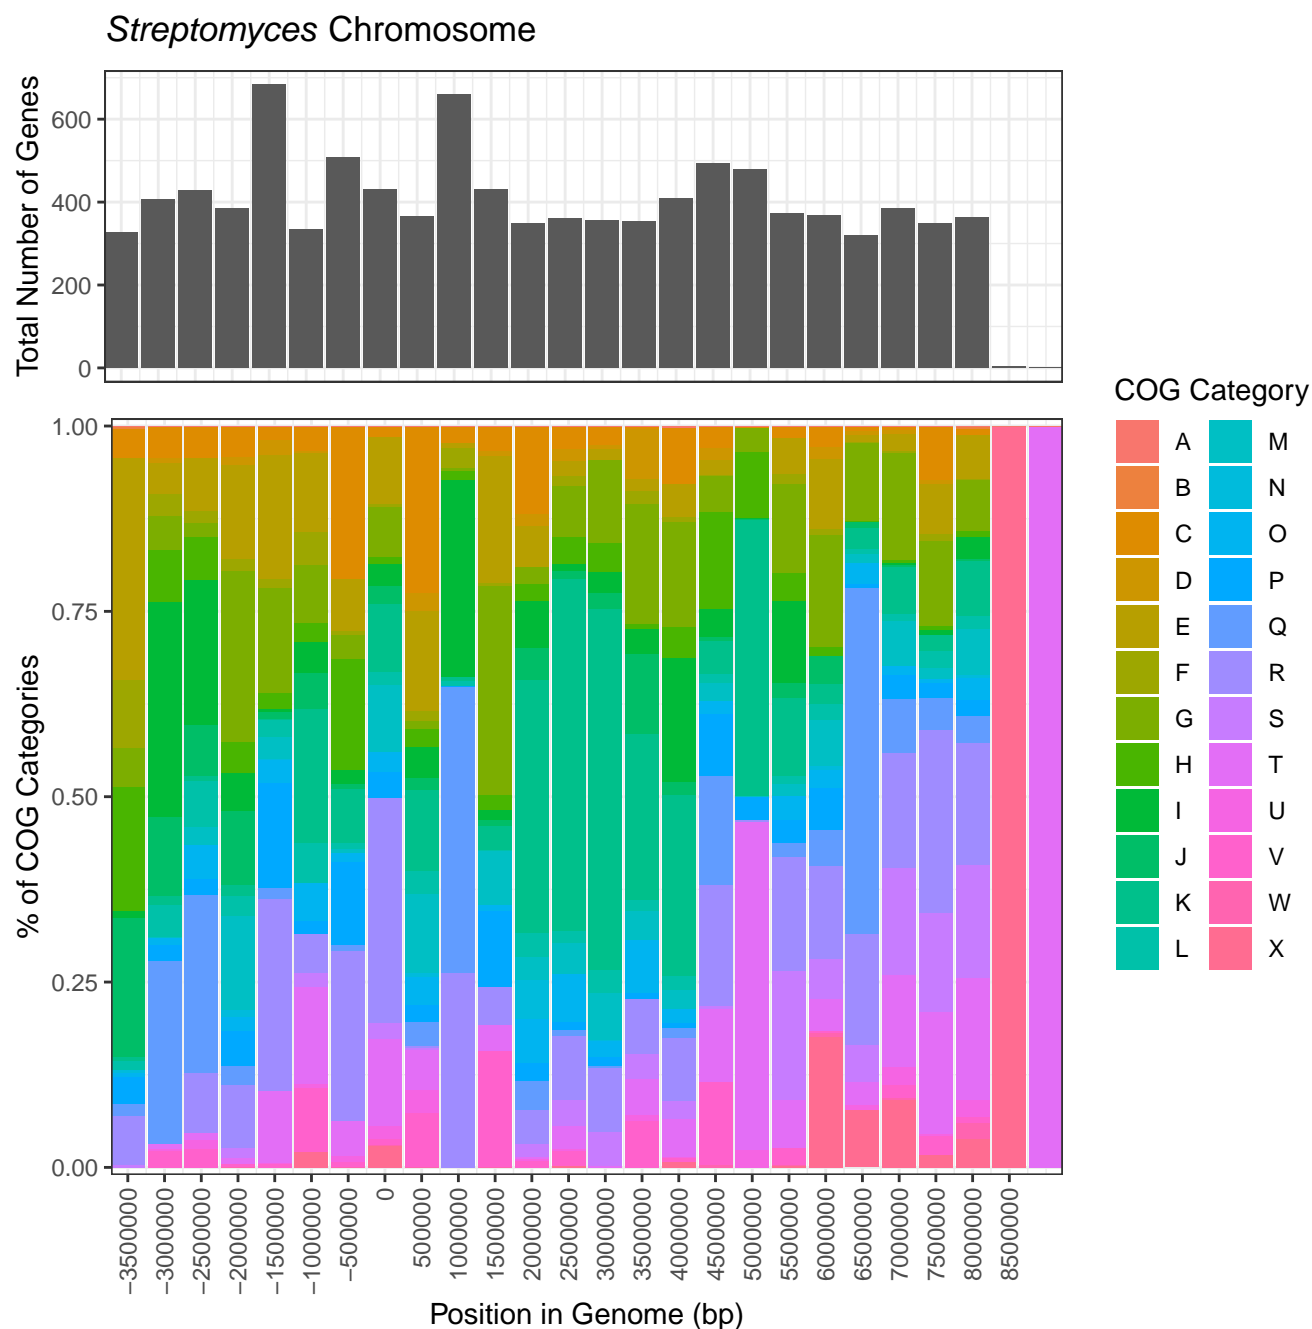 Streptomyces Chromosome
Total Number of Genes
600
400
200
0
% of COG Categories
1.00
0.75
0.50
0.25
0.00
−3500000
−3000000
−2500000
−2000000
−1500000
−1000000
−500000
0
500000
1000000
1500000
2000000
2500000
3000000
3500000
4000000
4500000
5000000
5500000
6000000
6500000
7000000
7500000
8000000
8500000
Position in Genome (bp)
COG Category
A
B
C
D
E
F
G
H
I
J
K
L
M
N
O
P
Q
R
S
T
U
V
W
X